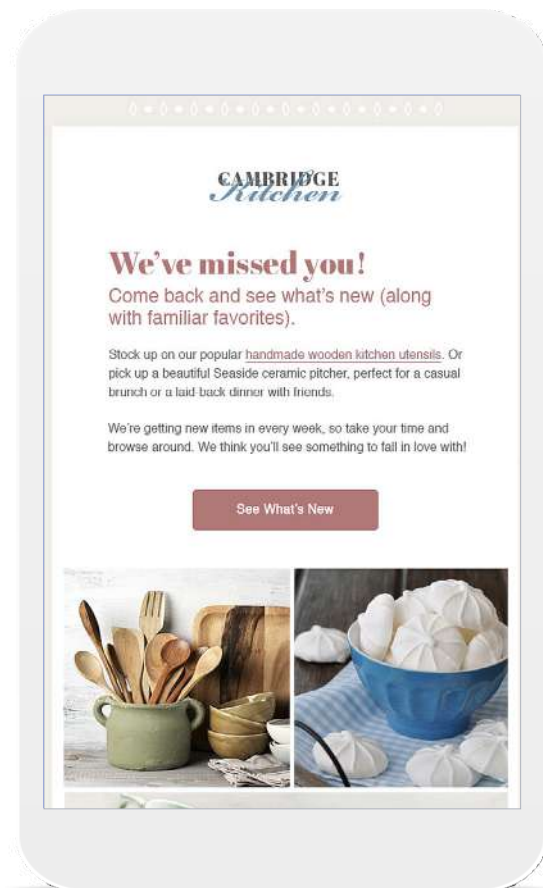 CAMBRIDGE
Kitchen
We've missed you!
Come back and see what's new (along
with familiar favorites).
Stock up on our popular handmade wooden kitchen utensils. Or
pick up a beautiful Seaside ceramic pitcher, perfect for a casual
brunch or a laid-back dinner with friends.
We're getting new items in every week, so take your time and
browse around. We think you'll see something to fall in love with!
See What's New